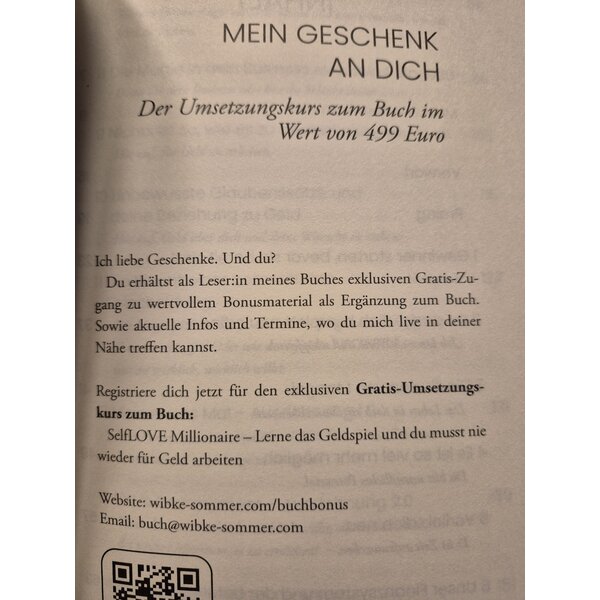 MEIN GESCHENK
AN DICH
Der Umsetzungskurs zum Buch im
Wert von 499 Euro
Ich liebe Geschenke. Und du?
Du erhältst als Leser:in meines Buches exklusiven Gratis-Zu-
gang zu wertvollem Bonusmaterial als Ergänzung zum Buch.
Sowie aktuelle Infos und Termine, wo du mich live in deiner
Nähe treffen kannst.
Registriere dich jetzt für den exklusiven Gratis-Umsetzungs-
kurs zum Buch:
SelfLOVE Millionaire – Lerne das Geldspiel und du musst nie
wieder für Geld arbeiten
Website: wibke-sommer.com/buchbonus
Email: buch@wibke-sommer.com